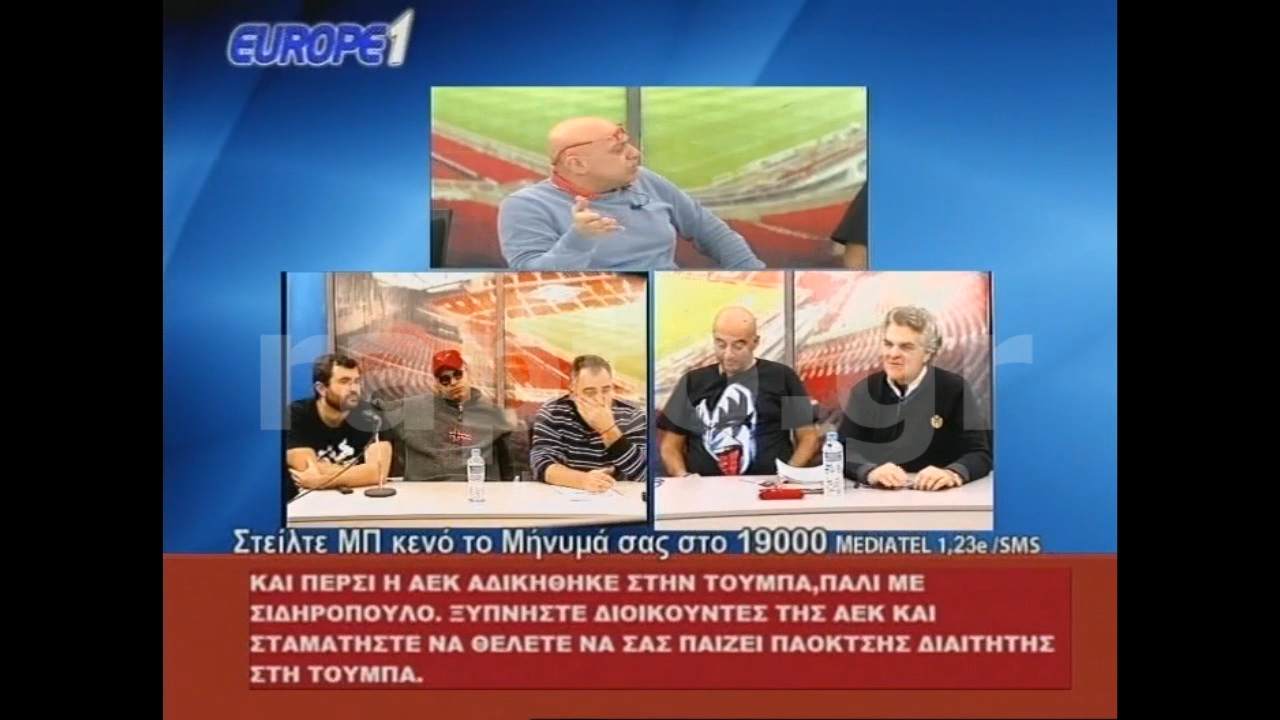 EUROPE1
Στείλτε ΜΠ κενό το Μήνυμά σας στο 19000 MEDIATEL 1,23e /SMS
ΚΑΙ ΠΕΡΣΙ Η ΑΕΚ ΑΔΙΚΗΘΗΚΕ ΣΤΗΝ ΤΟΥΜΠΑ,ΠΑΛΙ ΜΕ
ΣΙΔΗΡΟΠΟΥΛΟ. ΞΥΠΝΗΣΤΕ ΔΙΟΙΚΟΥΝΤΕΣ ΤΗΣ ΑΕΚ ΚΑΙ
ΣΤΑΜΑΤΗΣΤΕ ΝΑ ΘΕΛΕΤΕ ΝΑ ΣΑΣ ΠΑΙΖΕΙ ΠΑΟΚΤΣΗΣ ΔΙΑΙΤΗΤΗΣ
ΣΤΗ ΤΟΥΜΠΑ.